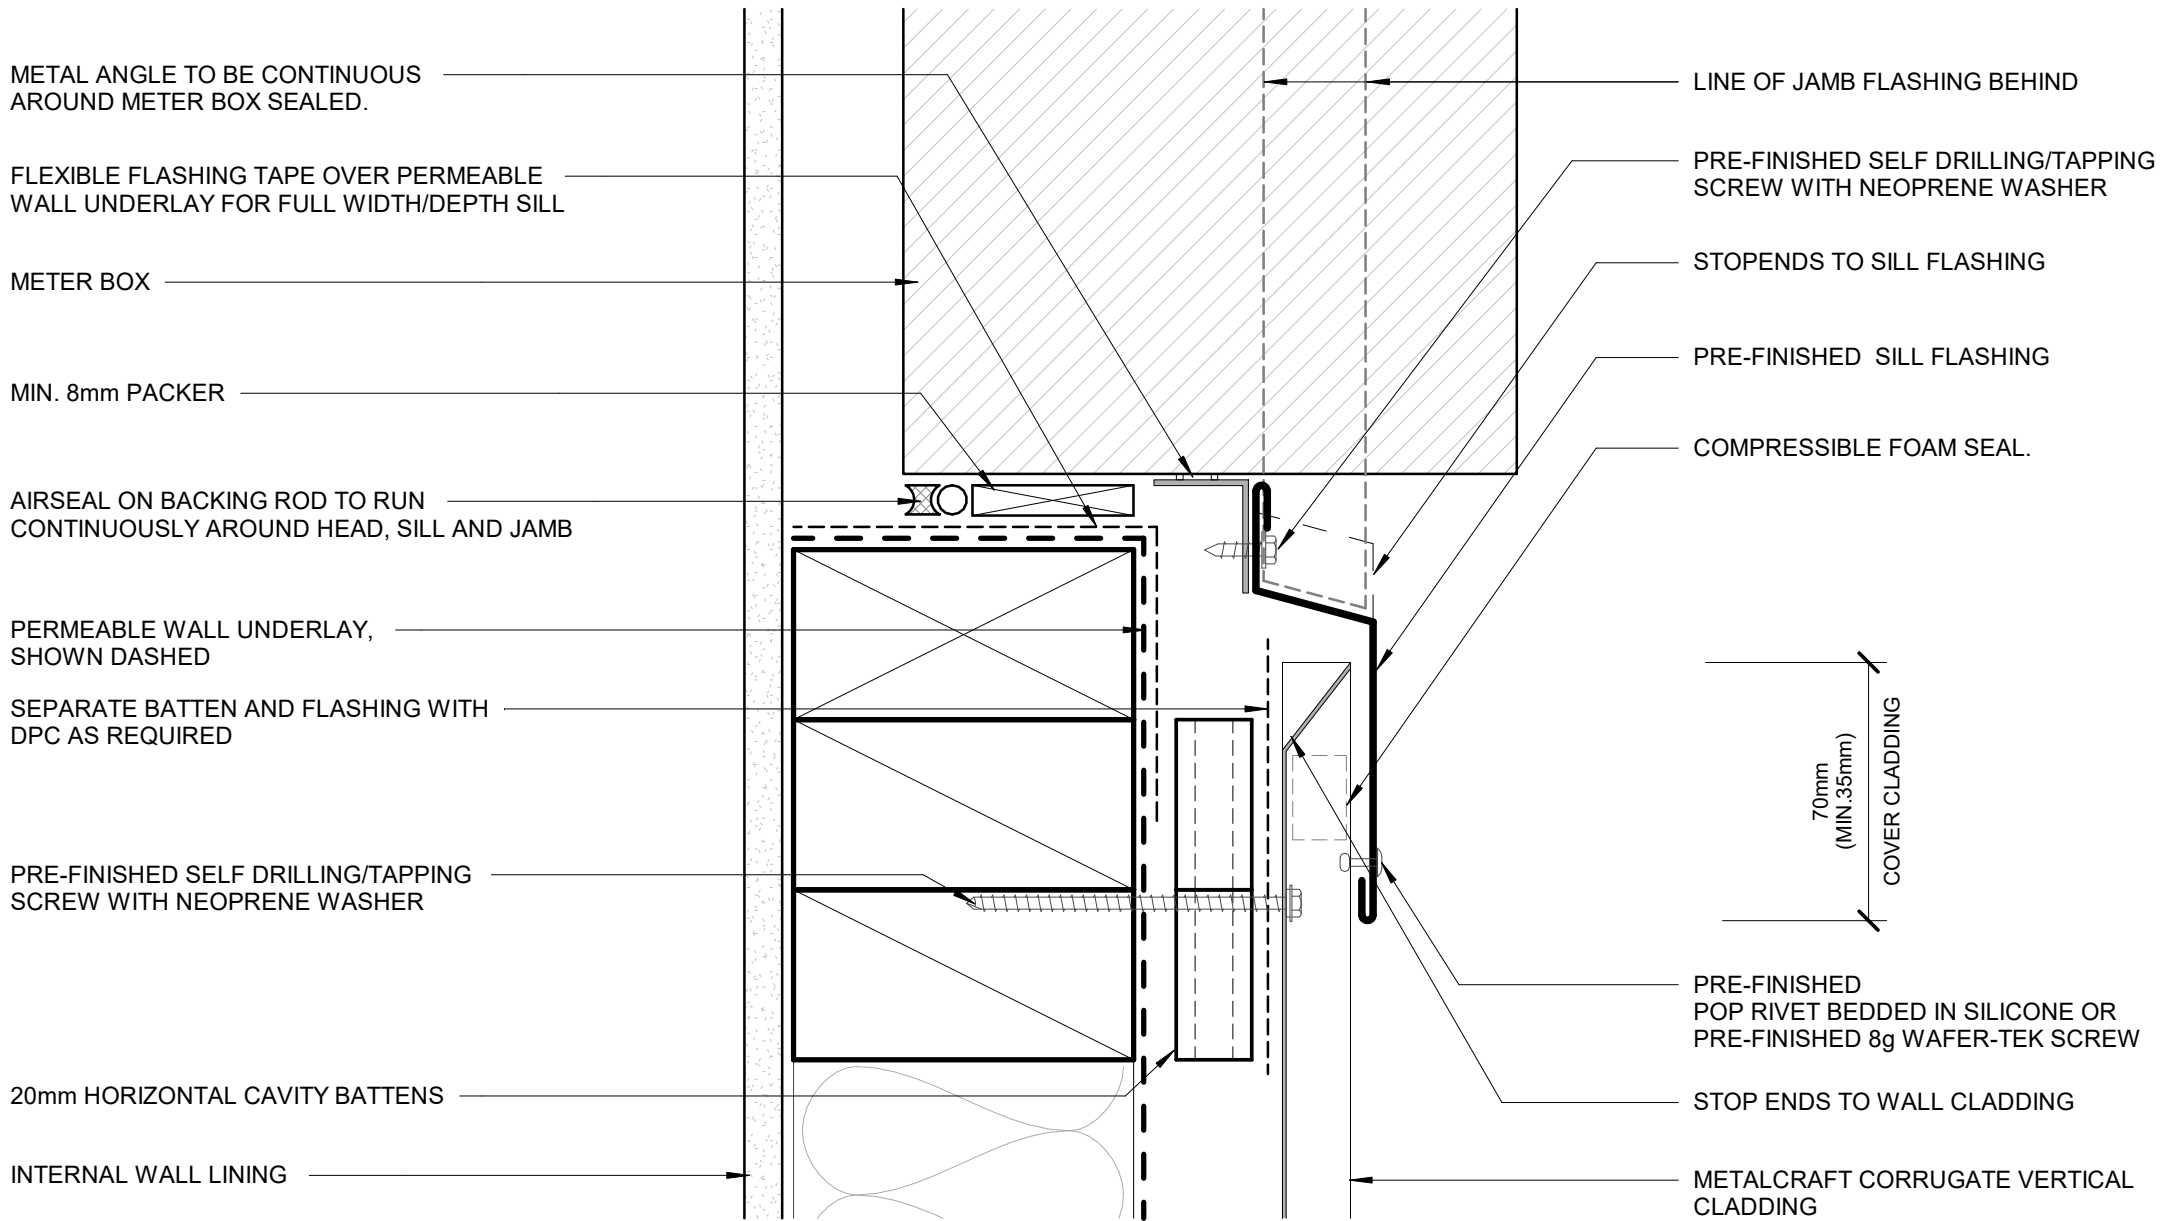 METAL ANGLE TO BE CONTINUOUS
AROUND METER BOX SEALED.
FLEXIBLE FLASHING TAPE OVER PERMEABLE
WALL UNDERLAY FOR FULL WIDTH/DEPTH SILL
METER BOX
MIN. 8mm PACKER
AIRSEAL ON BACKING ROD TO RUN
CONTINUOUSLY AROUND HEAD, SILL AND JAMB
PERMEABLE WALL UNDERLAY,
SHOWN DASHED
SEPARATE BATTEN AND FLASHING WITH
DPC AS REQUIRED
PRE-FINISHED SELF DRILLING/TAPPING
SCREW WITH NEOPRENE WASHER
20mm HORIZONTAL CAVITY BATTENS
INTERNAL WALL LINING
LINE OF JAMB FLASHING BEHIND
PRE-FINISHED SELF DRILLING/TAPPING
SCREW WITH NEOPRENE WASHER
STOPENDS TO SILL FLASHING
PRE-FINISHED SILL FLASHING
COMPRESSIBLE FOAM SEAL.
70mm
(MIN.35mm)
COVER CLADDING
PRE-FINISHED
POP RIVET BEDDED IN SILICONE OR
PRE-FINISHED 8g WAFER-TEK SCREW
STOP ENDS TO WALL CLADDING
METALCRAFT CORRUGATE VERTICAL
CLADDING